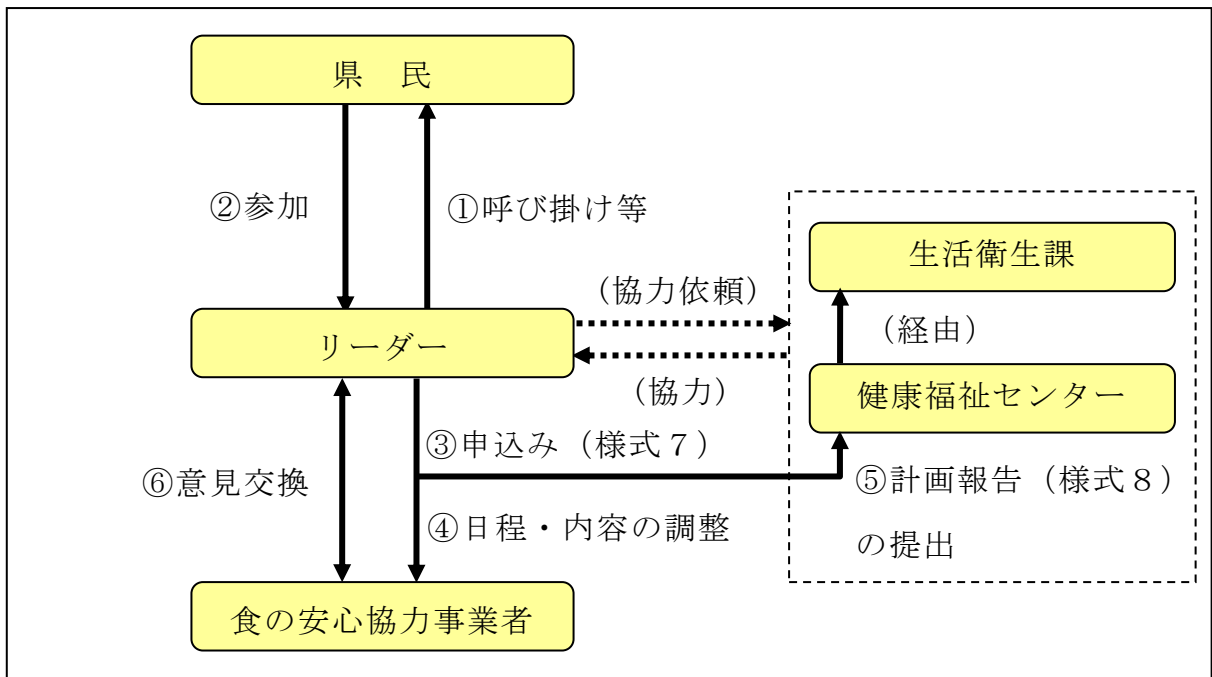 県　民
②参加
①呼び掛け等
生活衛生課
（協力依頼）
（経由）
リーダー
（協力）
健康福祉センター
③申込み（様式７）
⑥意見交換
⑤計画報告（様式８）
の提出
④日程・内容の調整
食の安心協力事業者